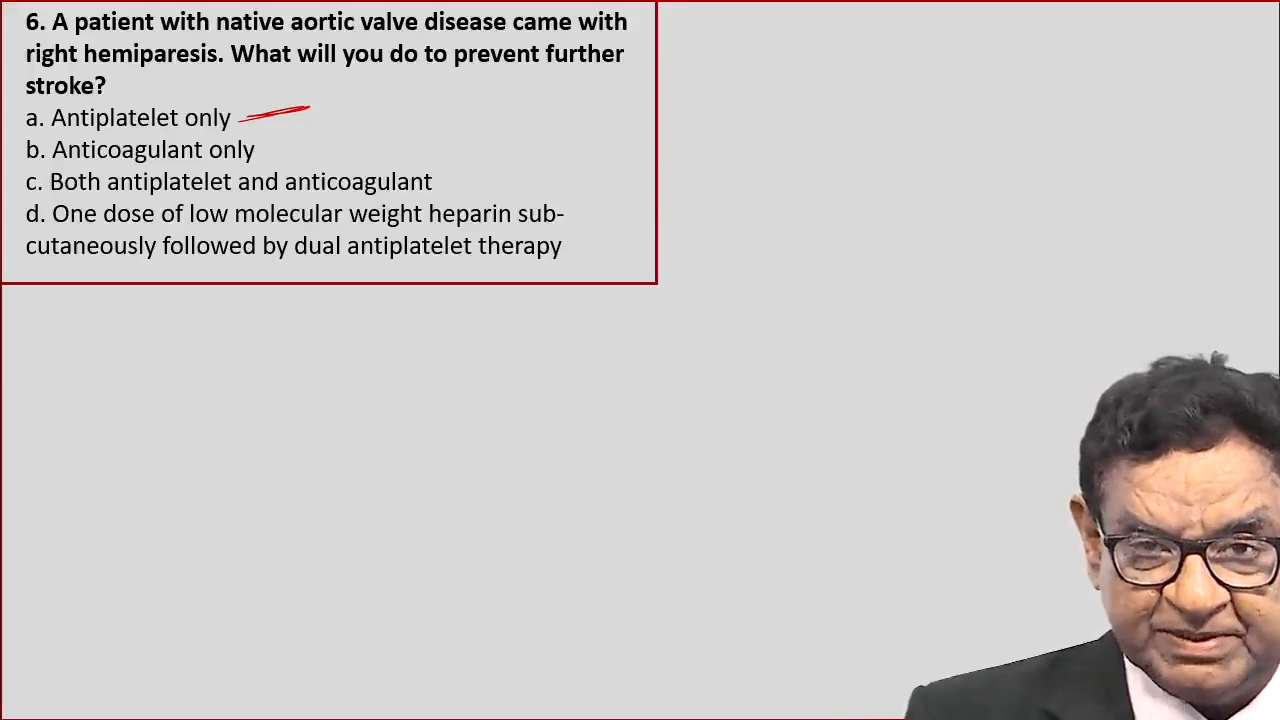 6. A patient with native aortic valve disease came with
right hemiparesis. What will you do to prevent further
stroke?
a. Antiplatelet only
b. Anticoagulant only
c. Both antiplatelet and anticoagulant
d. One dose of low molecular weight heparin sub-
cutaneously followed by dual antiplatelet therapy